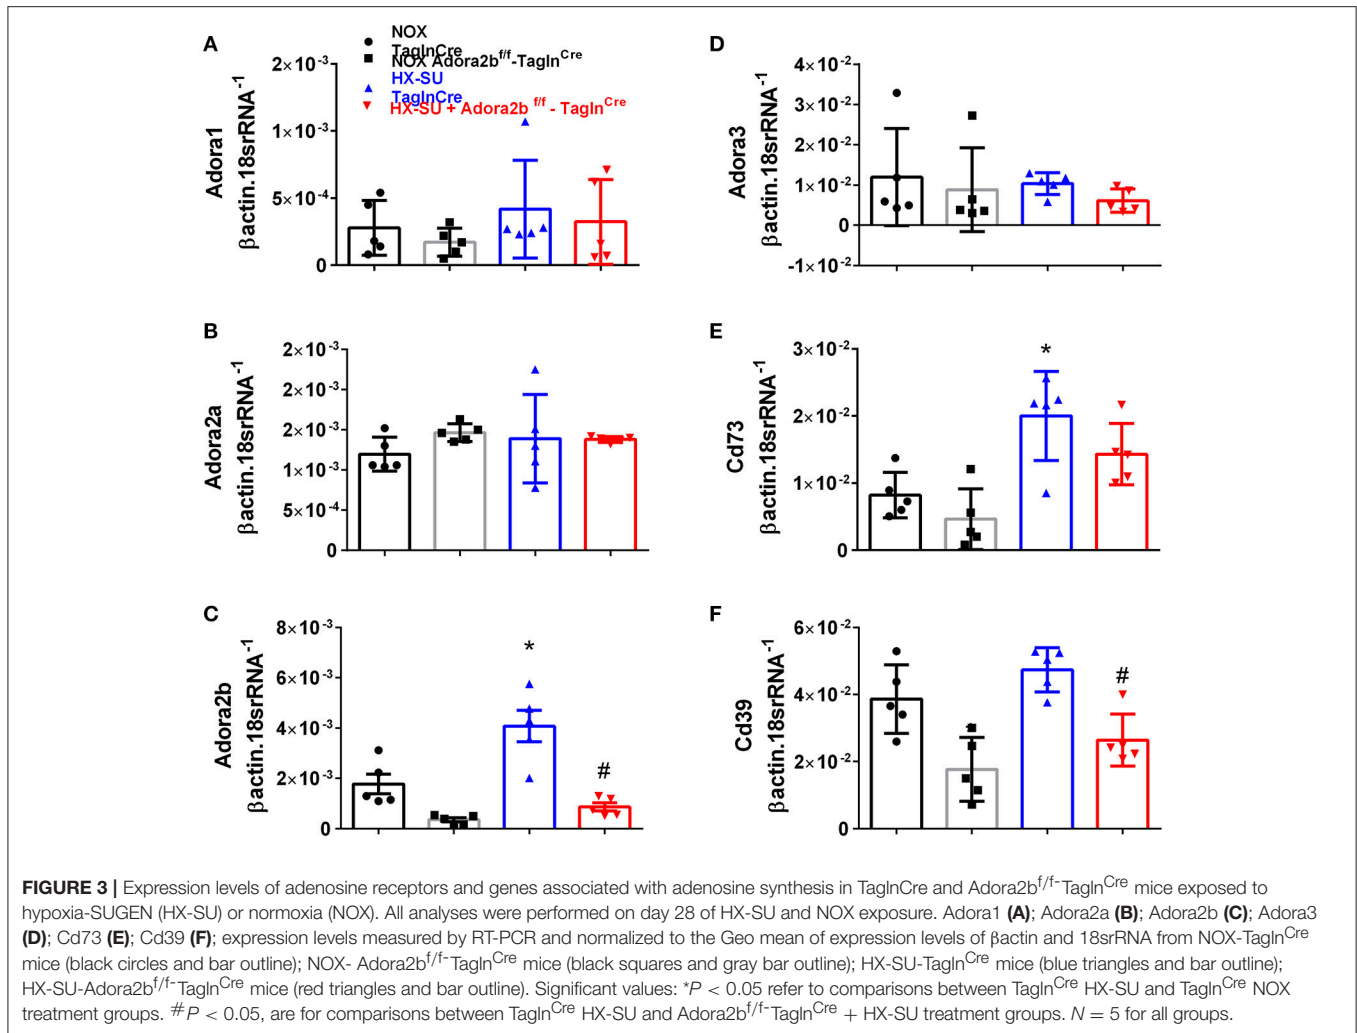 A
NOX
TaglnCre
NOX Adora2b^f/f-Tagln^Cre
HX-SU
TaglnCre
HX-SU + Adora2b ^f/f - Tagln^Cre
Adora1
βactin.18srRNA^-1
2×10^-3
1×10^-3
5×10^-4
0
D
Adora3
βactin.18srRNA^-1
4×10^-2
3×10^-2
2×10^-2
1×10^-2
0
-1×10^-2
B
Adora2a
βactin.18srRNA^-1
2×10^-3
2×10^-3
2×10^-3
1×10^-3
5×10^-4
0
E
Cd73
βactin.18srRNA^-1
3×10^-2
2×10^-2
1×10^-2
0
*
C
Adora2b
βactin.18srRNA^-1
8×10^-3
6×10^-3
4×10^-3
2×10^-3
0
*
#
F
Cd39
βactin.18srRNA^-1
6×10^-2
4×10^-2
2×10^-2
0
#
FIGURE 3 | Expression levels of adenosine receptors and genes associated with adenosine synthesis in TaglnCre and Adora2b^f/f-Tagln^Cre mice exposed to
hypoxia-SUGEN (HX-SU) or normoxia (NOX). All analyses were performed on day 28 of HX-SU and NOX exposure. Adora1 (A); Adora2a (B); Adora2b (C); Adora3
(D); Cd73 (E); Cd39 (F); expression levels measured by RT-PCR and normalized to the Geo mean of expression levels of βactin and 18srRNA from NOX-Tagln^Cre
mice (black circles and bar outline); NOX- Adora2b^f/f-Tagln^Cre mice (black squares and gray bar outline); HX-SU-Tagln^Cre mice (blue triangles and bar outline);
HX-SU-Adora2b^f/f-Tagln^Cre mice (red triangles and bar outline). Significant values: *P < 0.05 refer to comparisons between Tagln^Cre HX-SU and Tagln^Cre NOX
treatment groups. #P < 0.05, are for comparisons between Tagln^Cre HX-SU and Adora2b^f/f-Tagln^Cre + HX-SU treatment groups. N = 5 for all groups.